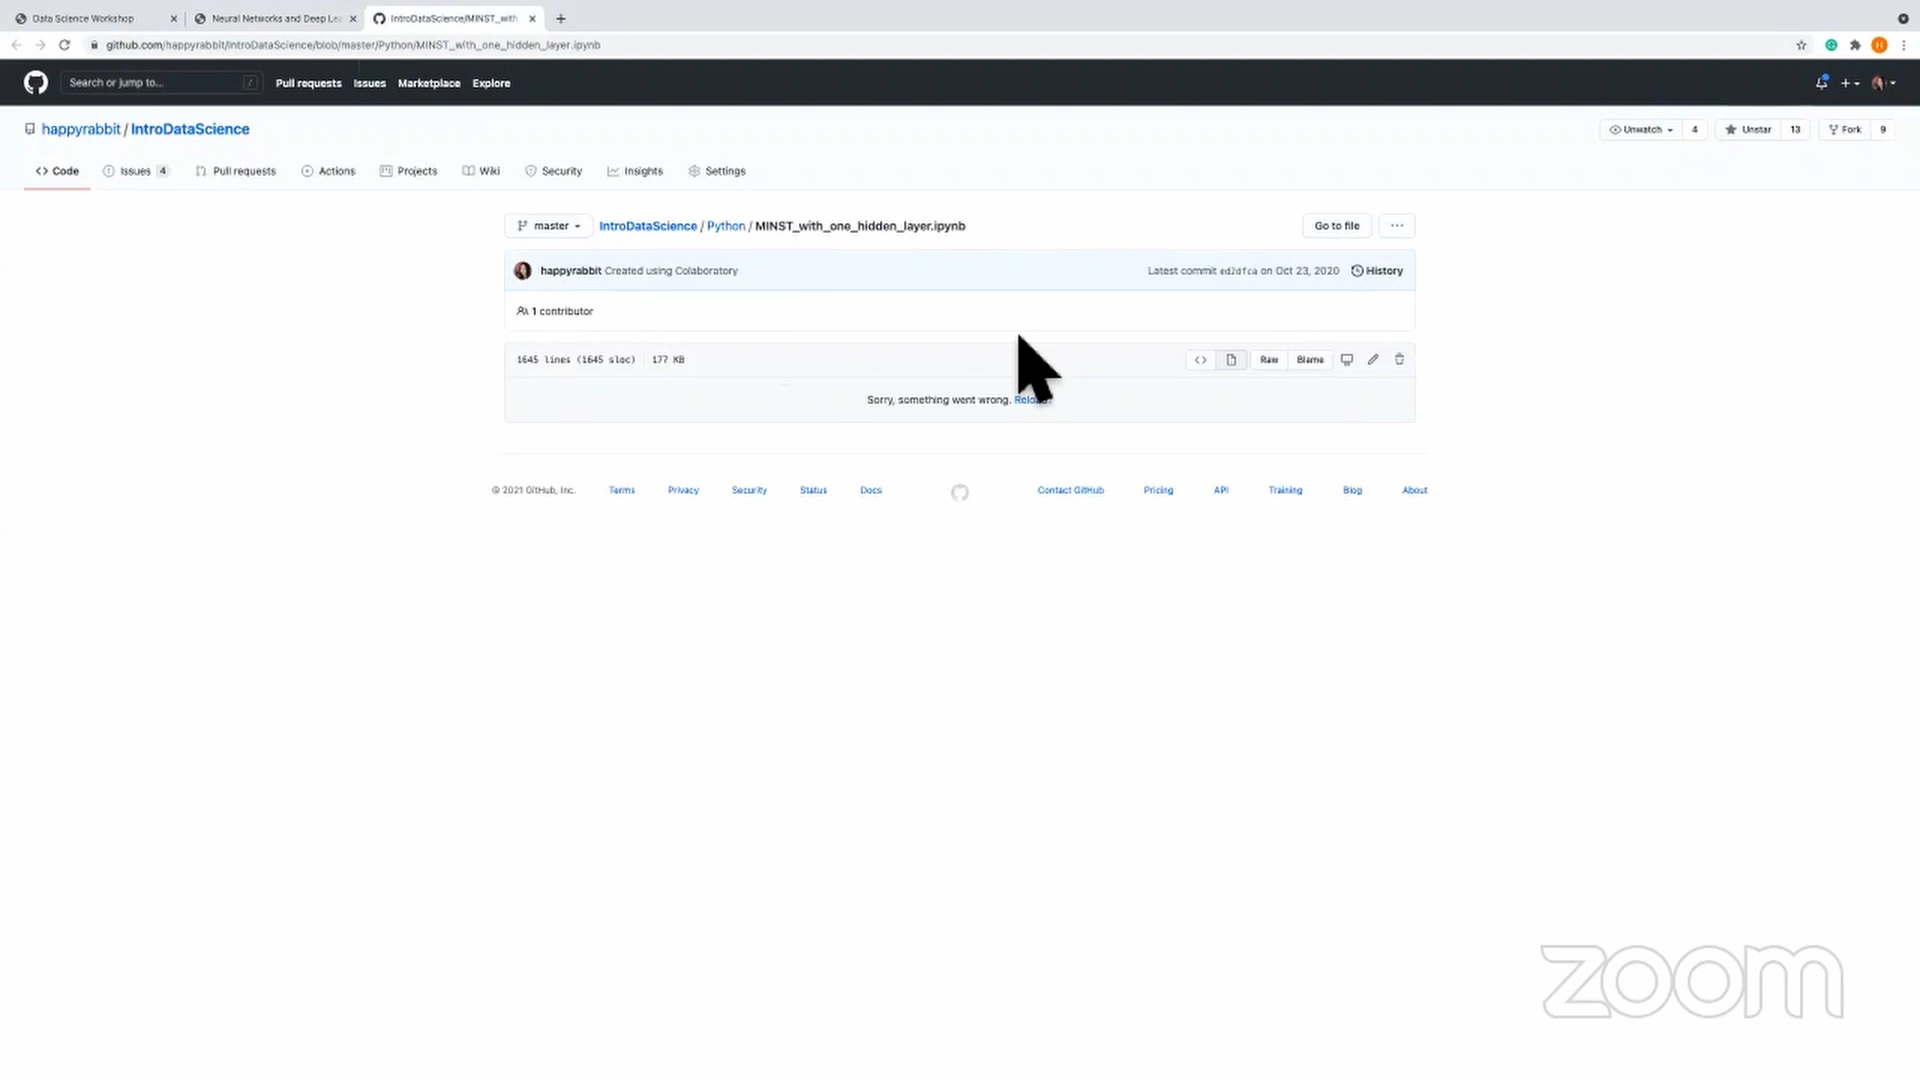 Data Science Workshop
Neural Networks and Deep Le
IntroDataScience/MINST_with
github.com/happyrabbit/IntroDataScience/blob/master/Python/MINST_with_one_hidden_layer.ipynb
Search or jump to... /
Pull requests Issues Marketplace Explore
happyrabbit / IntroDataScience
Unwatch 4 Unstar 13 Fork 9
Code Issues 4 Pull requests Actions Projects Wiki Security Insights Settings
master IntroDataScience / Python / MINST_with_one_hidden_layer.ipynb Go to file ...
happyrabbit Created using Colaboratory Latest commit ed2dfca on Oct 23, 2020 History
1 contributor
1645 lines (1645 sloc) 177 KB Raw Blame
Sorry, something went wrong.
© 2021 GitHub, Inc. Terms Privacy Security Status Docs Contact GitHub Pricing API Training Blog About
zoom